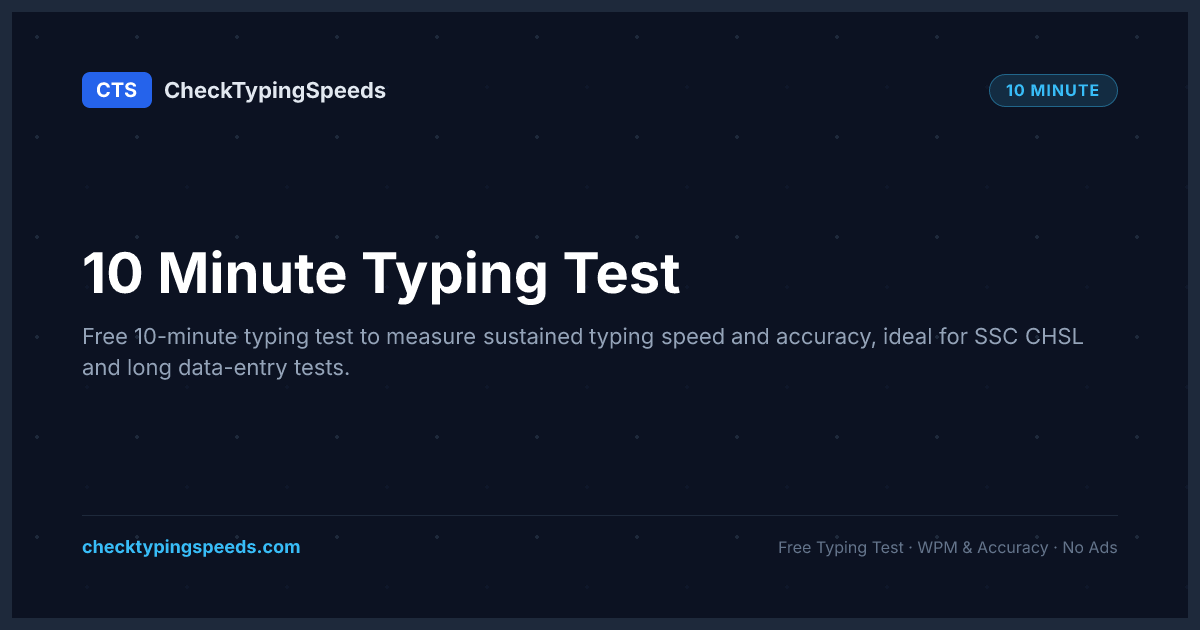 CTS CheckTypingSpeeds
10 MINUTE
10 Minute Typing Test
Free 10-minute typing test to measure sustained typing speed and accuracy, ideal for SSC CHSL
and long data-entry tests.
checktypingspeeds.com
Free Typing Test · WPM & Accuracy · No Ads